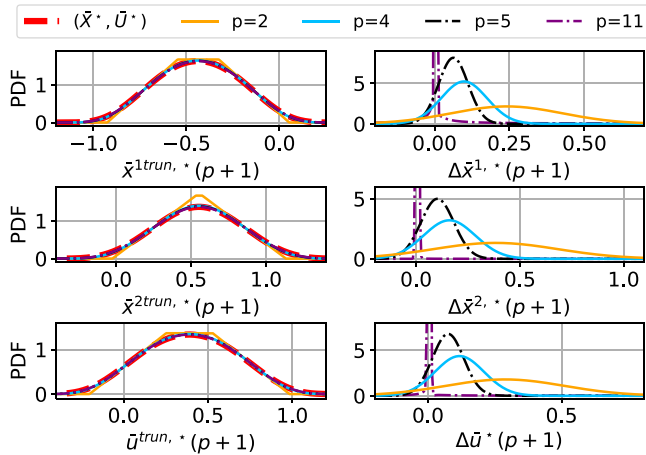 (X̄*, Ū*) p=2 p=4 p=5 p=11
PDF
1
0
−1.0 −0.5 0.0
x̄^{1trun, *}(p+1)
5
0
0.00 0.25 0.50
Δx̄^{1, *}(p+1)
PDF
1
0
0.0 0.5 1.0
x̄^{2trun, *}(p+1)
5
0
0.0 0.5 1.0
Δx̄^{2, *}(p+1)
PDF
1
0
0.0 0.5 1.0
ū^{trun, *}(p+1)
5
0
0.0 0.5
Δū^{*}(p+1)